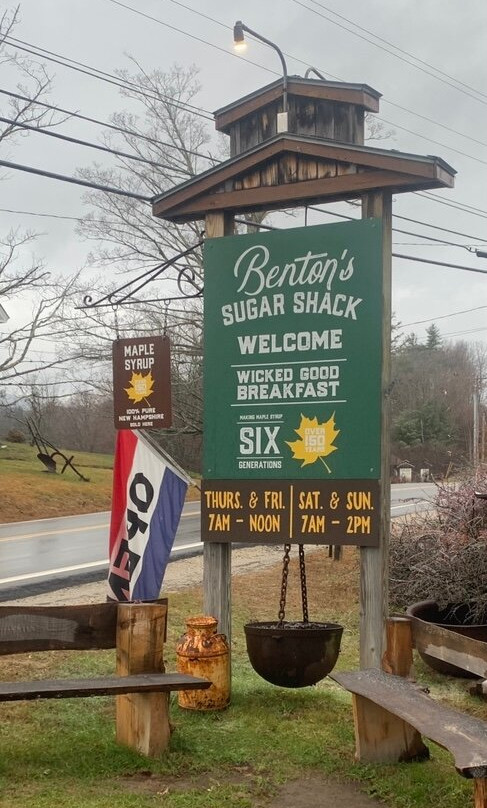 Benton's
SUGAR SHACK
WELCOME
WICKED GOOD
BREAKFAST
MAKING MAPLE SYRUP
SIX
GENERATIONS
OVER
150
YEARS
THURS. & FRI.
7AM – NOON
SAT. & SUN.
7AM – 2PM
MAPLE
SYRUP
100% PURE
NEW HAMPSHIRE
SOLD HERE
OPEN